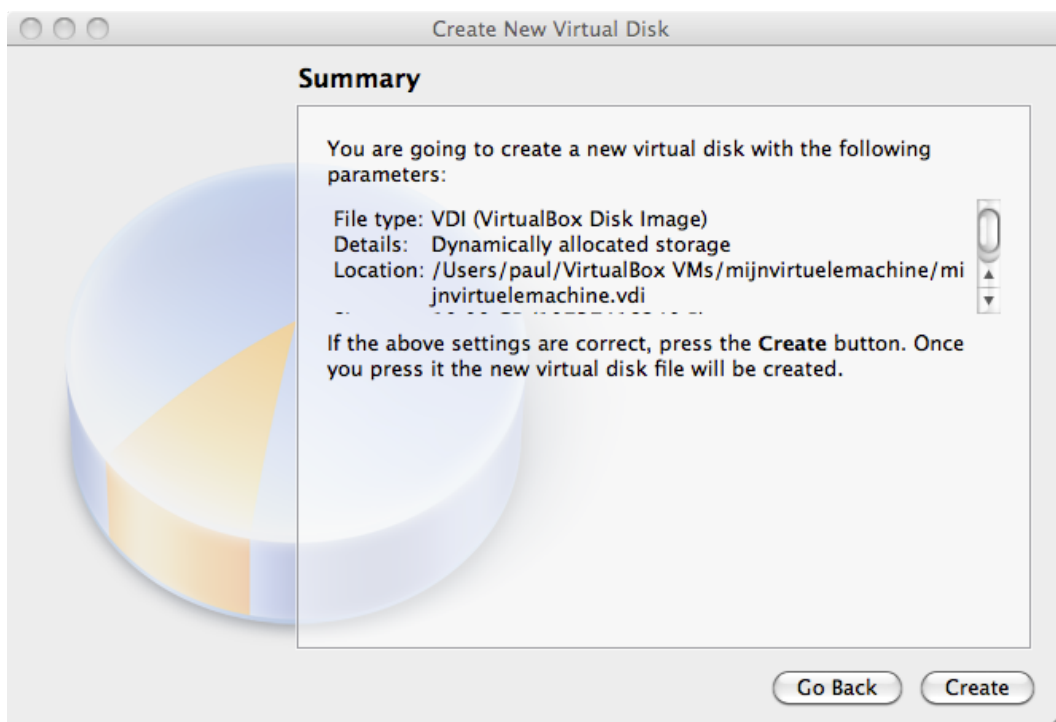 Create New Virtual Disk
Summary
You are going to create a new virtual disk with the following
parameters:
File type: VDI (VirtualBox Disk Image)
Details: Dynamically allocated storage
Location: /Users/paul/VirtualBox VMs/mijnvirtuelemachine/mi
jnvirtuelemachine.vdi
If the above settings are correct, press the Create button. Once
you press it the new virtual disk file will be created.
Go Back
Create